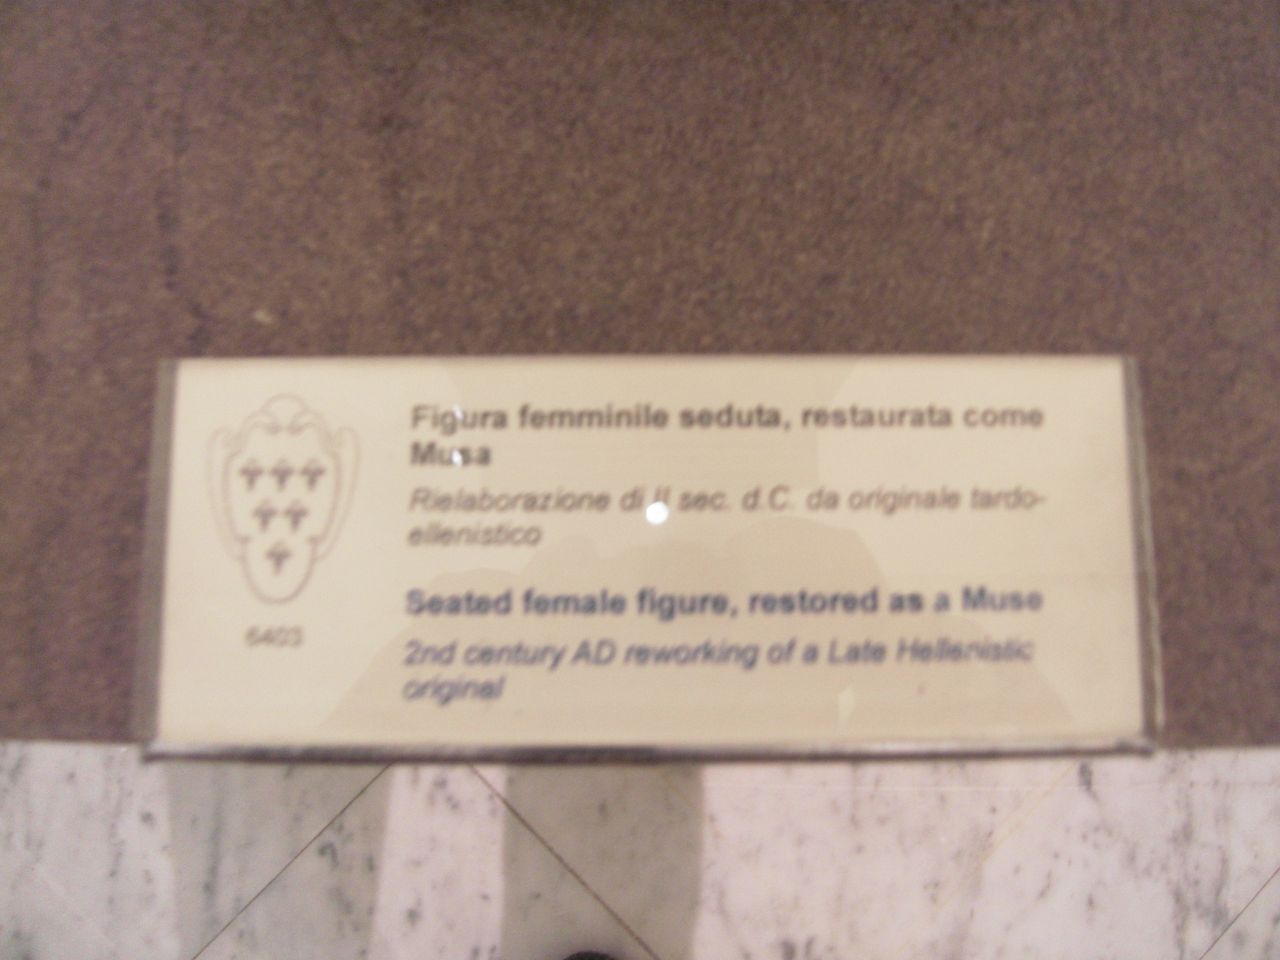 Figura femminile seduta, restaurata come
Musa
Rielaborazione di II sec. d.C. da originale tardo-
ellenistico
Seated female figure, restored as a Muse
2nd century AD reworking of a Late Hellenistic
original
6403